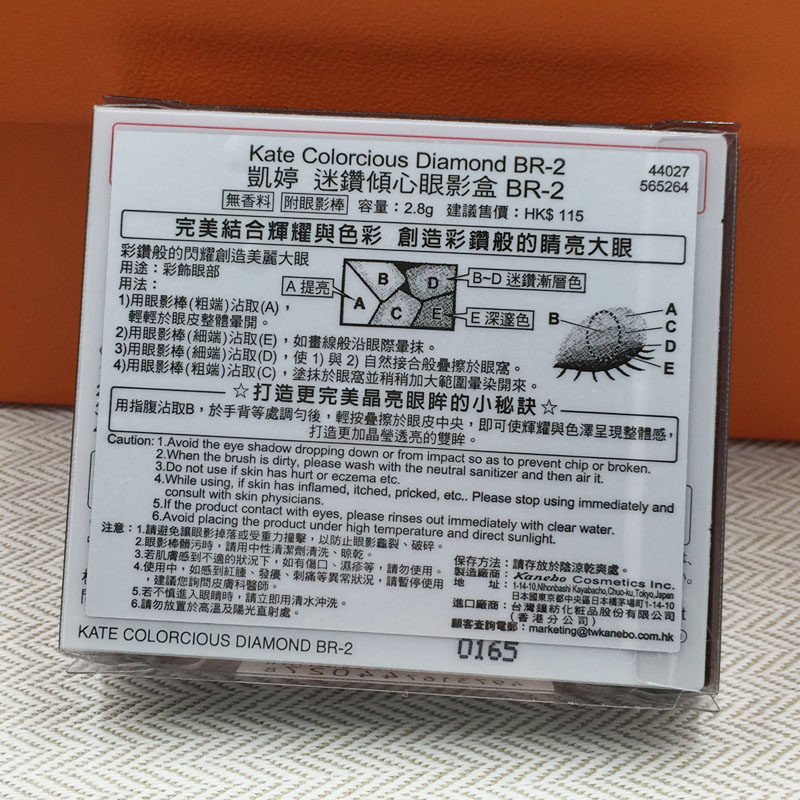 Kate Colorcious Diamond BR-2
44027
凱婷 迷鑽傾心眼影盒 BR-2
565264
無香料 附眼影棒 容量：2.8g 建議售價：HK$ 115
完美結合輝耀與色彩 創造彩鑽般的晴亮大眼
彩鑽般的閃耀創造美麗大眼
用途：彩飾眼部
用法：
1)用眼影棒(粗端)沾取(A)，
輕輕於眼皮整體暈開。
2)用眼影棒(細端)沾取(E)，如畫線般沿眼際暈抹。
3)用眼影棒(細端)沾取(D)，使 1) 與 2) 自然接合般疊擦於眼窩。
4)用眼影棒(粗端)沾取(C)，塗抹於眼窩並稍稍加大範圍暈染開來。
A 提亮
A
B
C
D
E
B~D 迷鑽漸層色
E 深邃色
B
A
C
D
E
☆打造更完美晶亮眼眸的小秘訣☆
用指腹沾取B，於手背等處調勻後，輕按疊擦於眼皮中央，即可使輝耀與色澤呈現整體感，
打造更加晶瑩透亮的雙眸。
Caution: 1.Avoid the eye shadow dropping down or from impact so as to prevent chip or broken.
2.When the brush is dirty, please wash with the neutral sanitizer and then air it.
3.Do not use if skin has hurt or eczema etc.
4.While using, if skin has inflamed, itched, pricked, etc.. Please stop using immediately and
consult with skin physicians.
5.If the product contact with eyes, please rinses out immediately with clear water.
6.Avoid placing the product under high temperature and direct sunlight.
注意：1.請避免讓眼影掉落或受重力撞擊，以防止眼影龜裂、破碎。
2.眼影棒髒污時，請用中性清潔劑清洗、晾乾。
3.若肌膚感到不適的狀況下，如有傷口、濕疹等，請勿使用。
4.使用中，如感到紅腫、發癢、刺痛等異常狀況，請暫停使用
，建議您詢問皮膚科醫師。
5.若不慎進入眼睛時，請立即用清水沖洗。
6.請勿放置於高溫及陽光直射處。
保存方法：請存放於陰涼乾爽處。
製造廠商：Kanebo Cosmetics Inc.
地 址：1-14-10,Nihonbashi Kayabacho,Chuo-ku,Tokyo,Japan
日本國東京都中央區日本橋茅場町1-14-10
進口廠商：台灣鐘紡化粧品股份有限公司
(香港分公司)
顧客查詢電郵：marketing@twkanebo.com.hk
KATE COLORCIOUS DIAMOND BR-2
0165